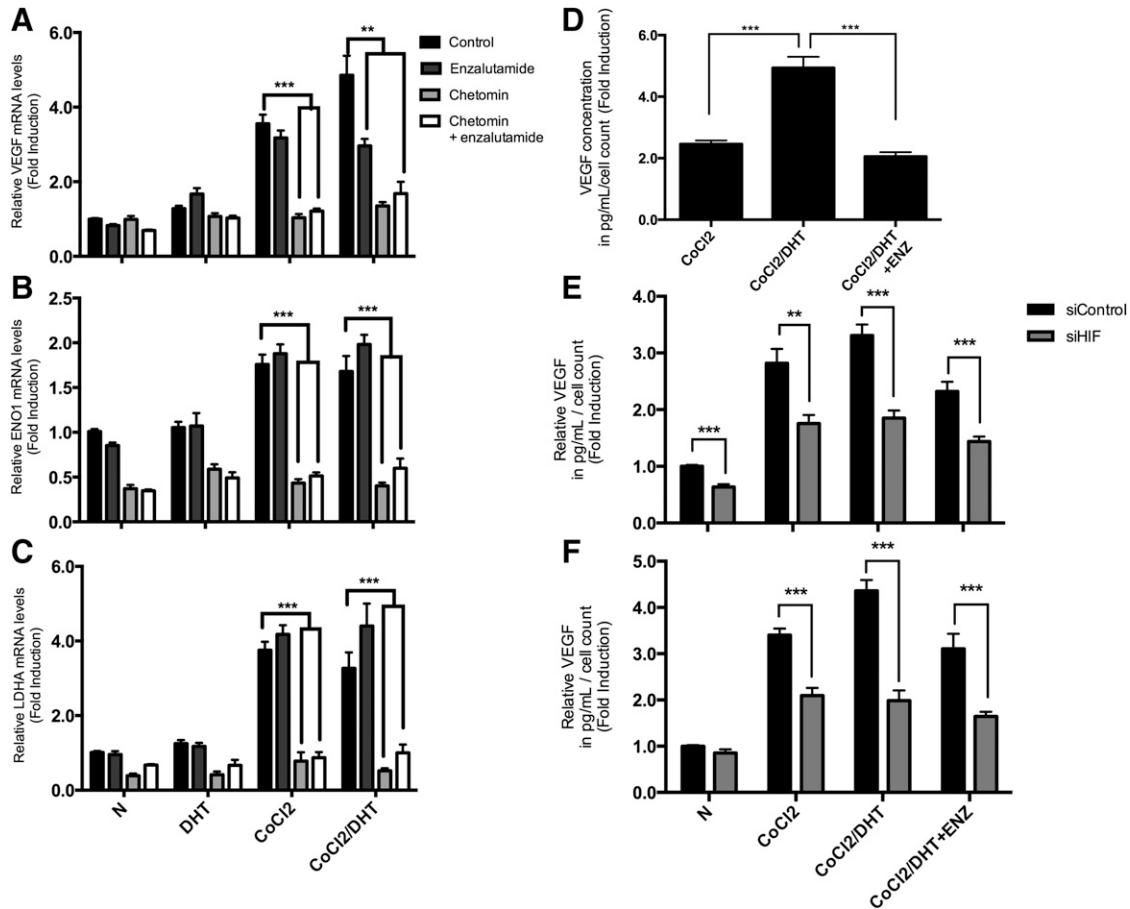 A
Relative VEGF mRNA levels
(Fold Induction)
6.0
4.0
2.0
0.0
***
**
Control
Enzalutamide
Chetomin
Chetomin
+ enzalutamide
B
Relative ENO1 mRNA levels
(Fold Induction)
2.5
2.0
1.5
1.0
0.5
0.0
***
***
C
Relative LDHA mRNA levels
(Fold Induction)
6.0
4.0
2.0
0.0
***
***
N
DHT
CoCl2
CoCl2/DHT
D
VEGF concentration
in pg/mL/cell count (Fold Induction)
6.0
4.0
2.0
0.0
***
***
CoCl2
CoCl2/DHT
CoCl2/DHT
+ENZ
E
Relative VEGF
in pg/mL / cell count
(Fold Induction)
4.0
3.0
2.0
1.0
0.0
***
**
***
***
siControl
siHIF
F
Relative VEGF
in pg/mL / cell count
(Fold Induction)
5.0
4.0
3.0
2.0
1.0
0.0
***
***
***
N
CoCl2
CoCl2/DHT
CoCl2/DHT+ENZ